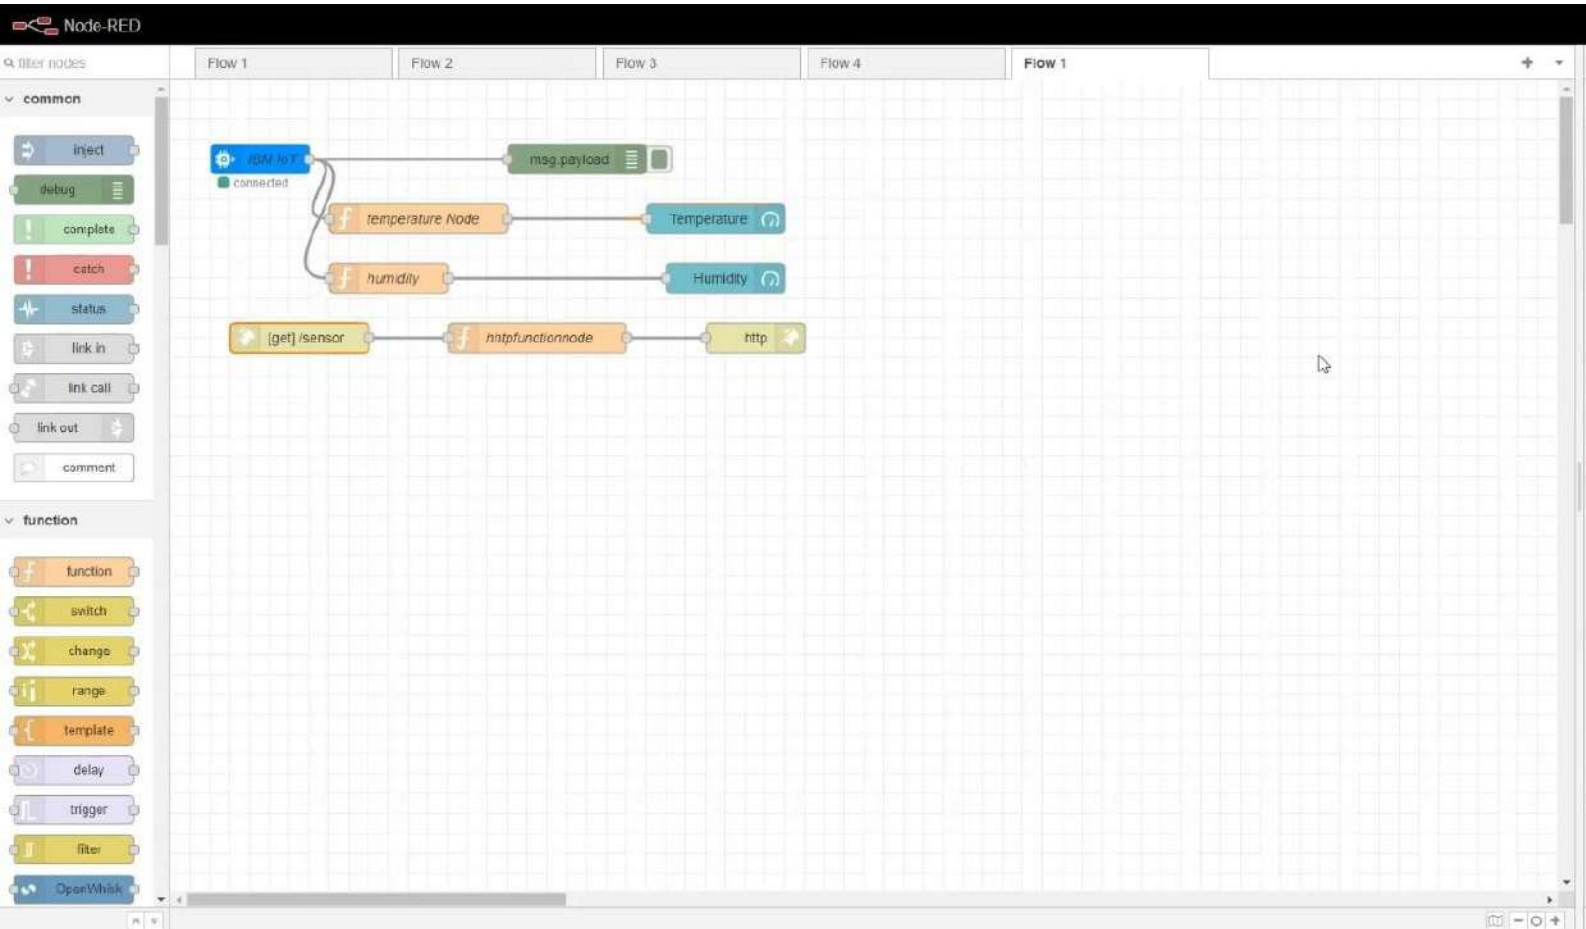 Node-RED
filter nodes
Flow 1
Flow 2
Flow 3
Flow 4
Flow 1
common
inject
debug
complete
catch
status
link in
link call
link out
comment
function
function
switch
change
range
template
delay
trigger
filter
OpenWhisk
IBM IoT
connected
msg.payload
temperature Node
Temperature
humidity
Humidity
[get] /sensor
http